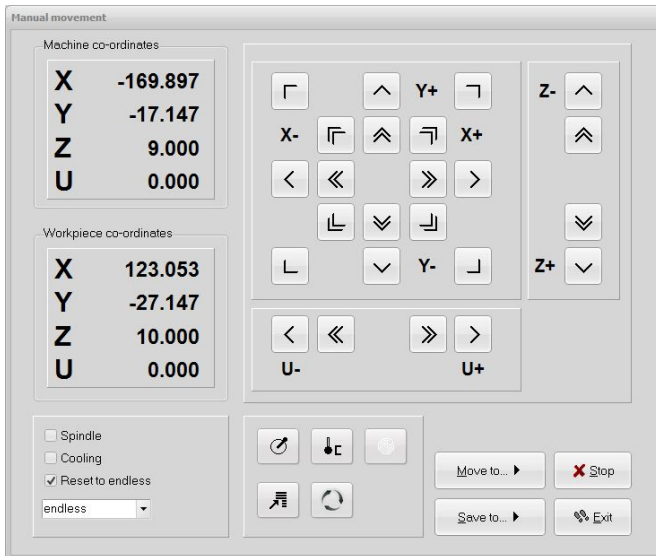 Manual movement
Machine co-ordinates
X -169.897
Y -17.147
Z 9.000
U 0.000
Workpiece co-ordinates
X 123.053
Y -27.147
Z 10.000
U 0.000
Y+
X- X+
Y-
Z-
Z+
U- U+
Spindle
Cooling
Reset to endless
endless
Move to...
Stop
Save to...
Exit